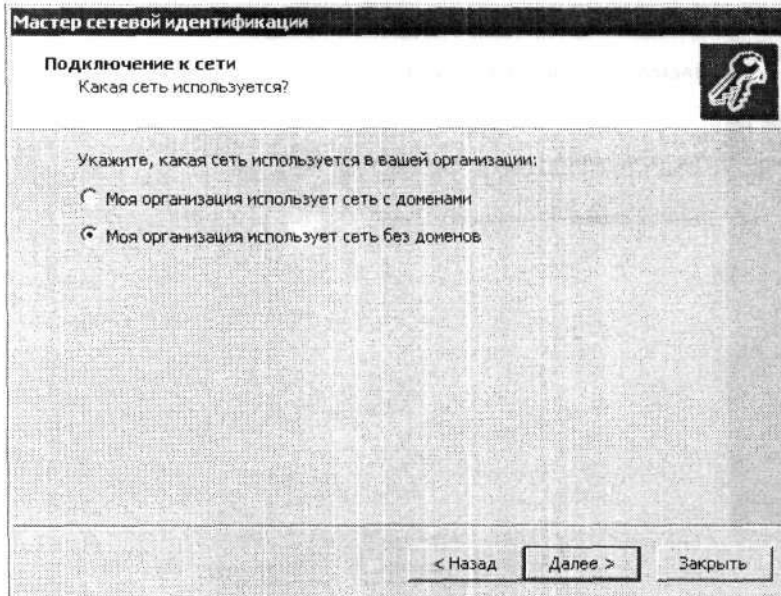 Мастер сетевой идентификации
Подключение к сети
Какая сеть используется?
Укажите, какая сеть используется в вашей организации:
Моя организация использует сеть с доменами
Моя организация использует сеть без доменов
< Назад
Далее >
Закрыть